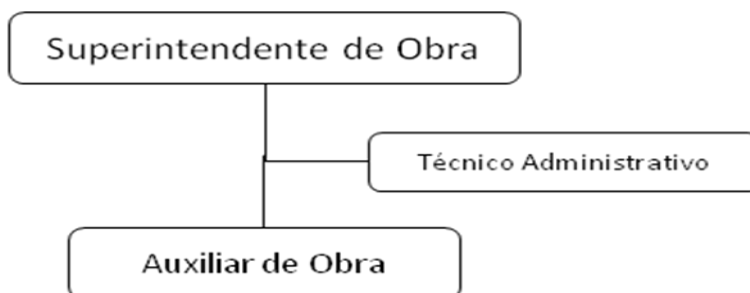 Superintendente de Obra
Técnico Administrativo
Auxiliar de Obra